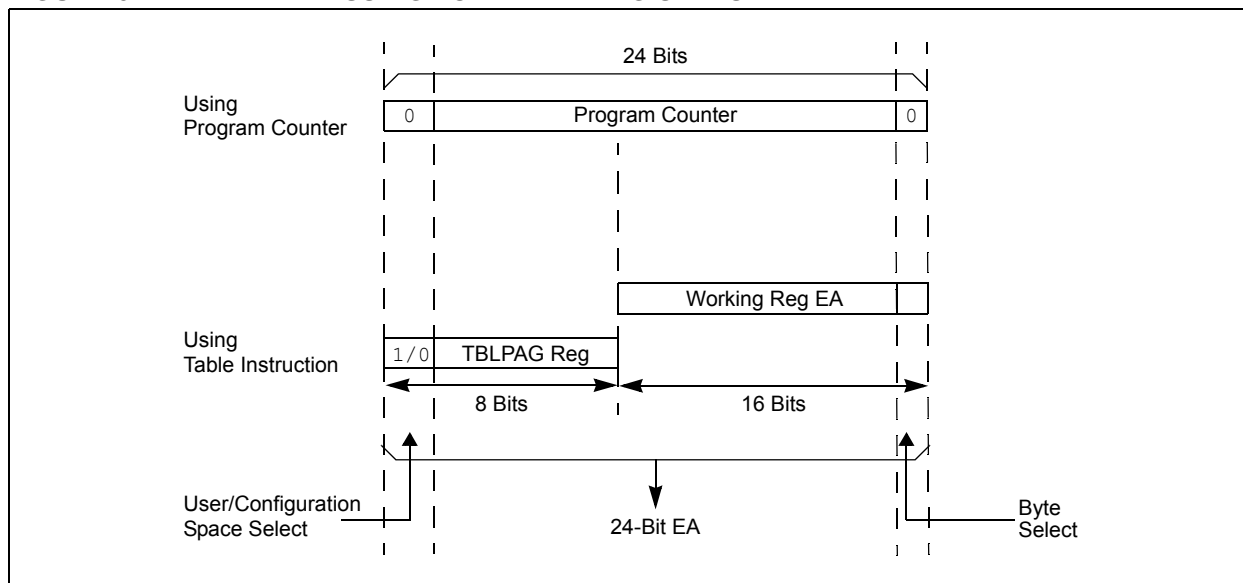 24 Bits
Using
Program Counter
0
Program Counter
0
Working Reg EA
Using
Table Instruction
1/0
TBLPAG Reg
8 Bits
16 Bits
User/Configuration
Space Select
24-Bit EA
Byte
Select